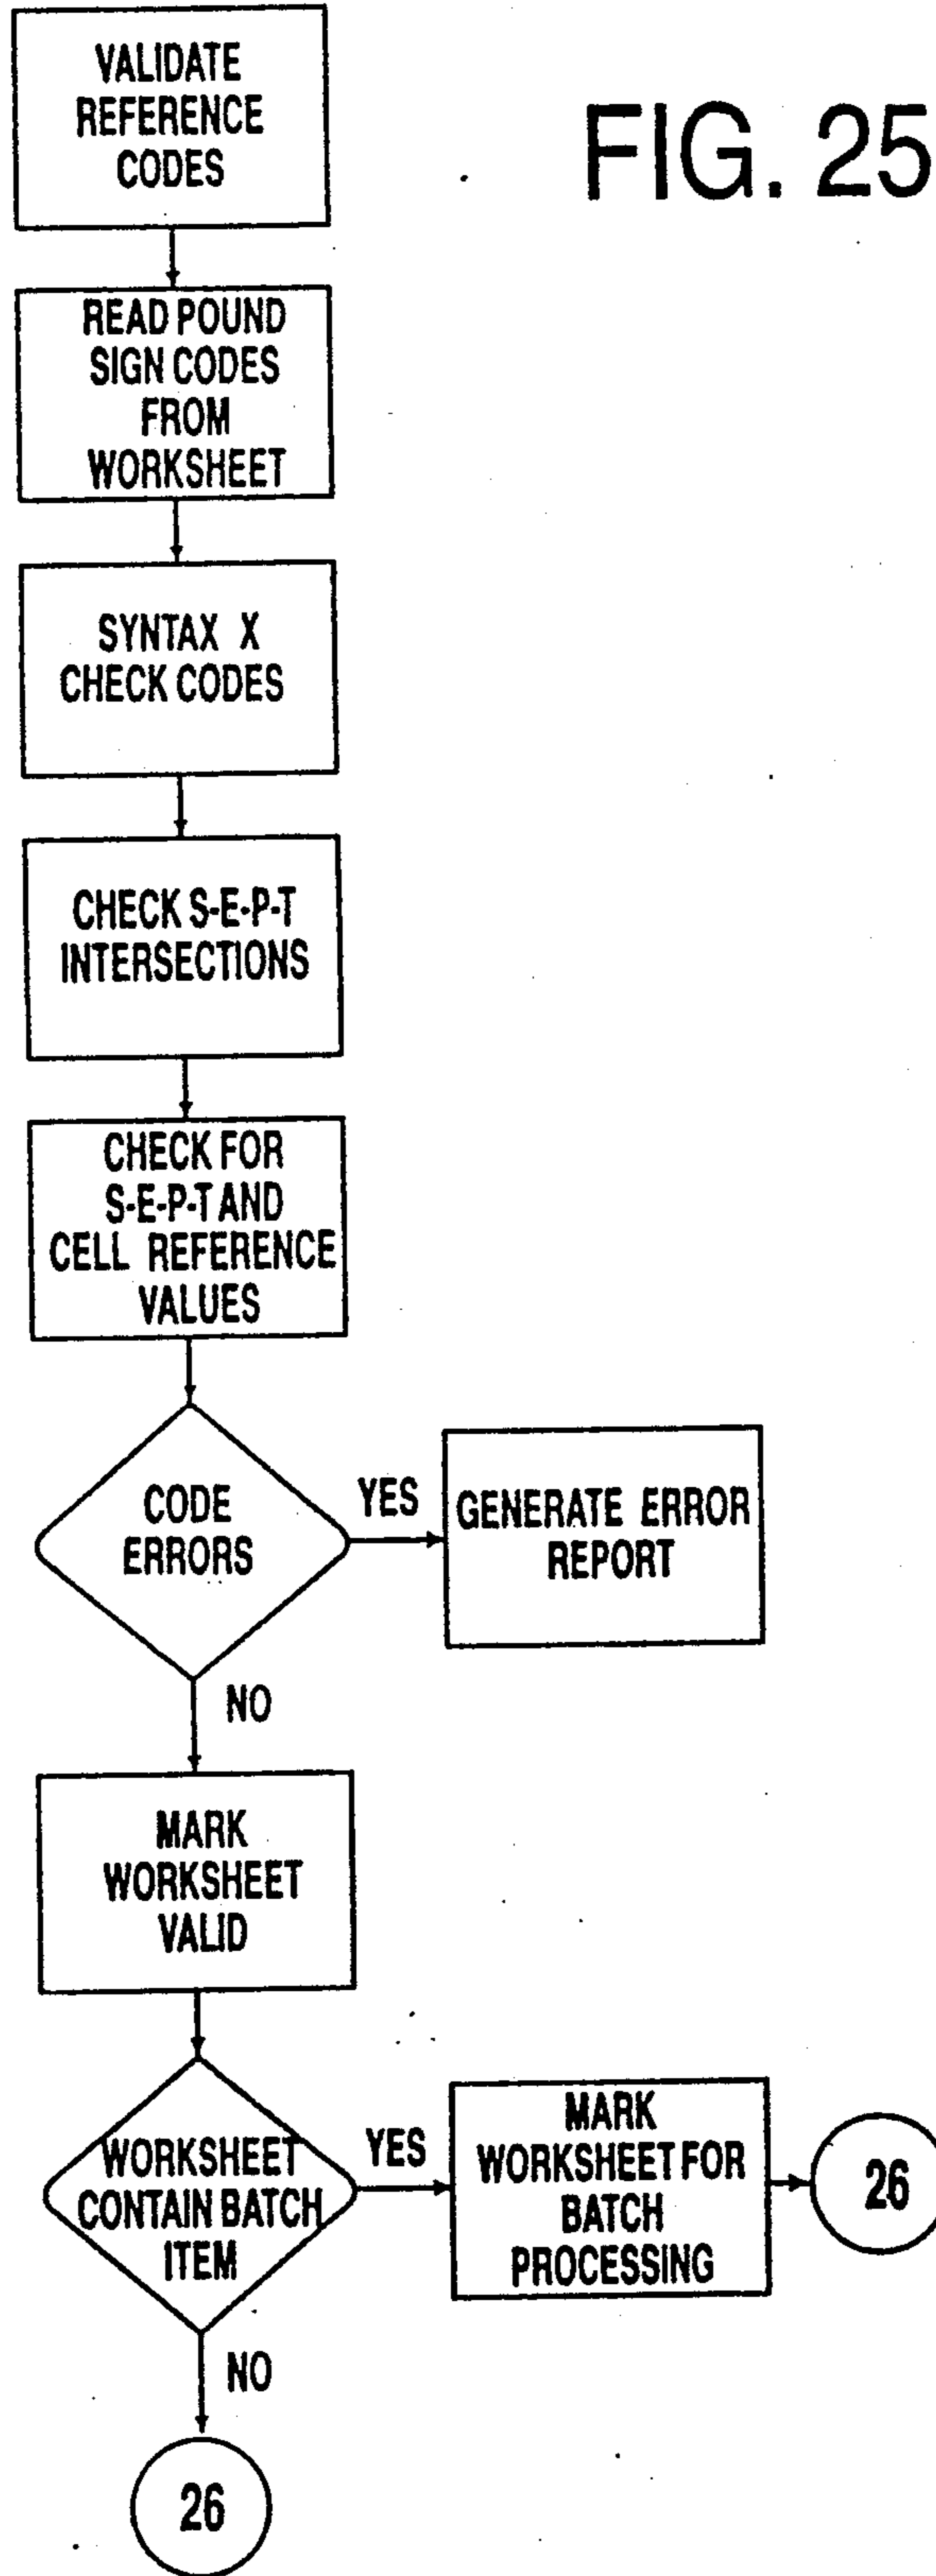 FIG. 25
VALIDATE
REFERENCE
CODES
READ POUND
SIGN CODES
FROM
WORKSHEET
SYNTAX X
CHECK CODES
CHECK S-E-P-T
INTERSECTIONS
CHECK FOR
S-E-P-T AND
CELL REFERENCE
VALUES
CODE
ERRORS
YES
GENERATE ERROR
REPORT
NO
MARK
WORKSHEET
VALID
WORKSHEET
CONTAIN BATCH
ITEM
YES
MARK
WORKSHEET FOR
BATCH
PROCESSING
26
NO
26